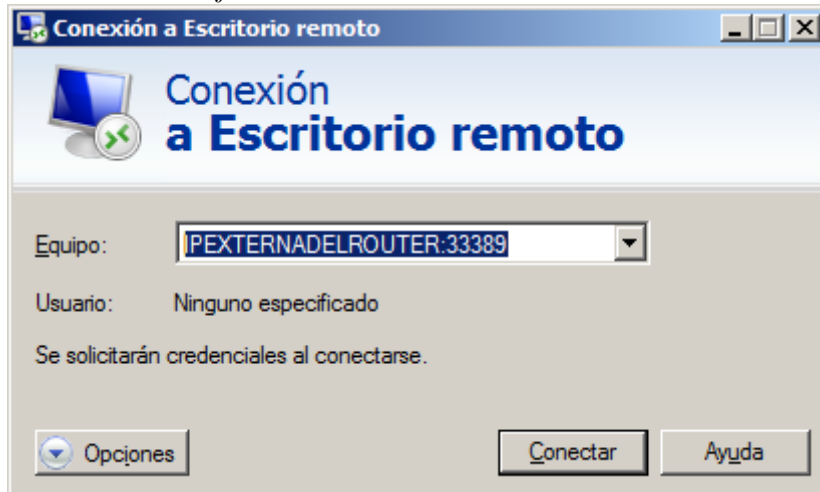 Conexión a Escritorio remoto
Conexión
a Escritorio remoto
Equipo: IPEXTERNADELROUTER:33389
Usuario: Ninguno especificado
Se solicitarán credenciales al conectarse.
Opciones Conectar Ayuda